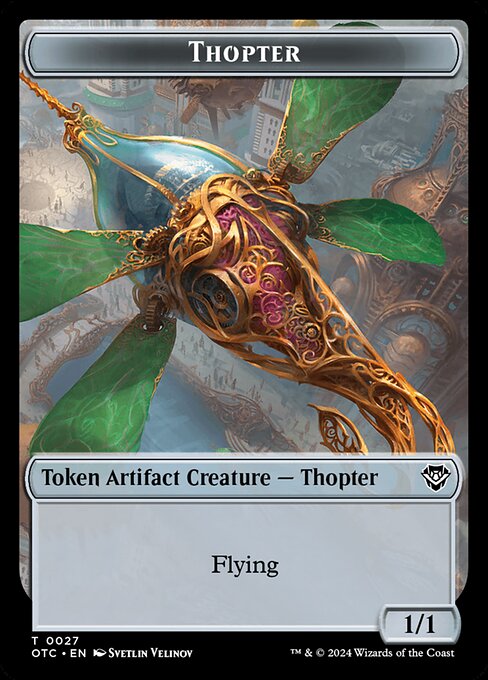 Thopter
Token Artifact Creature — Thopter
Flying
1/1
T 0027
OTC • EN Svetlin Velinov
™ & © 2024 Wizards of the Coast